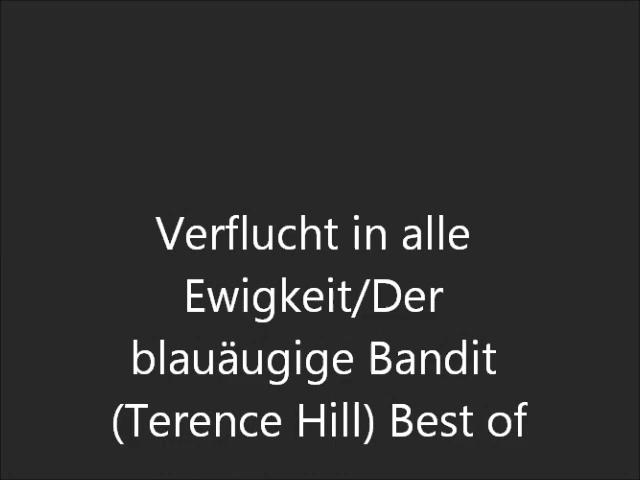 Verflucht in alle
Ewigkeit/Der
blauäugige Bandit
(Terence Hill) Best of